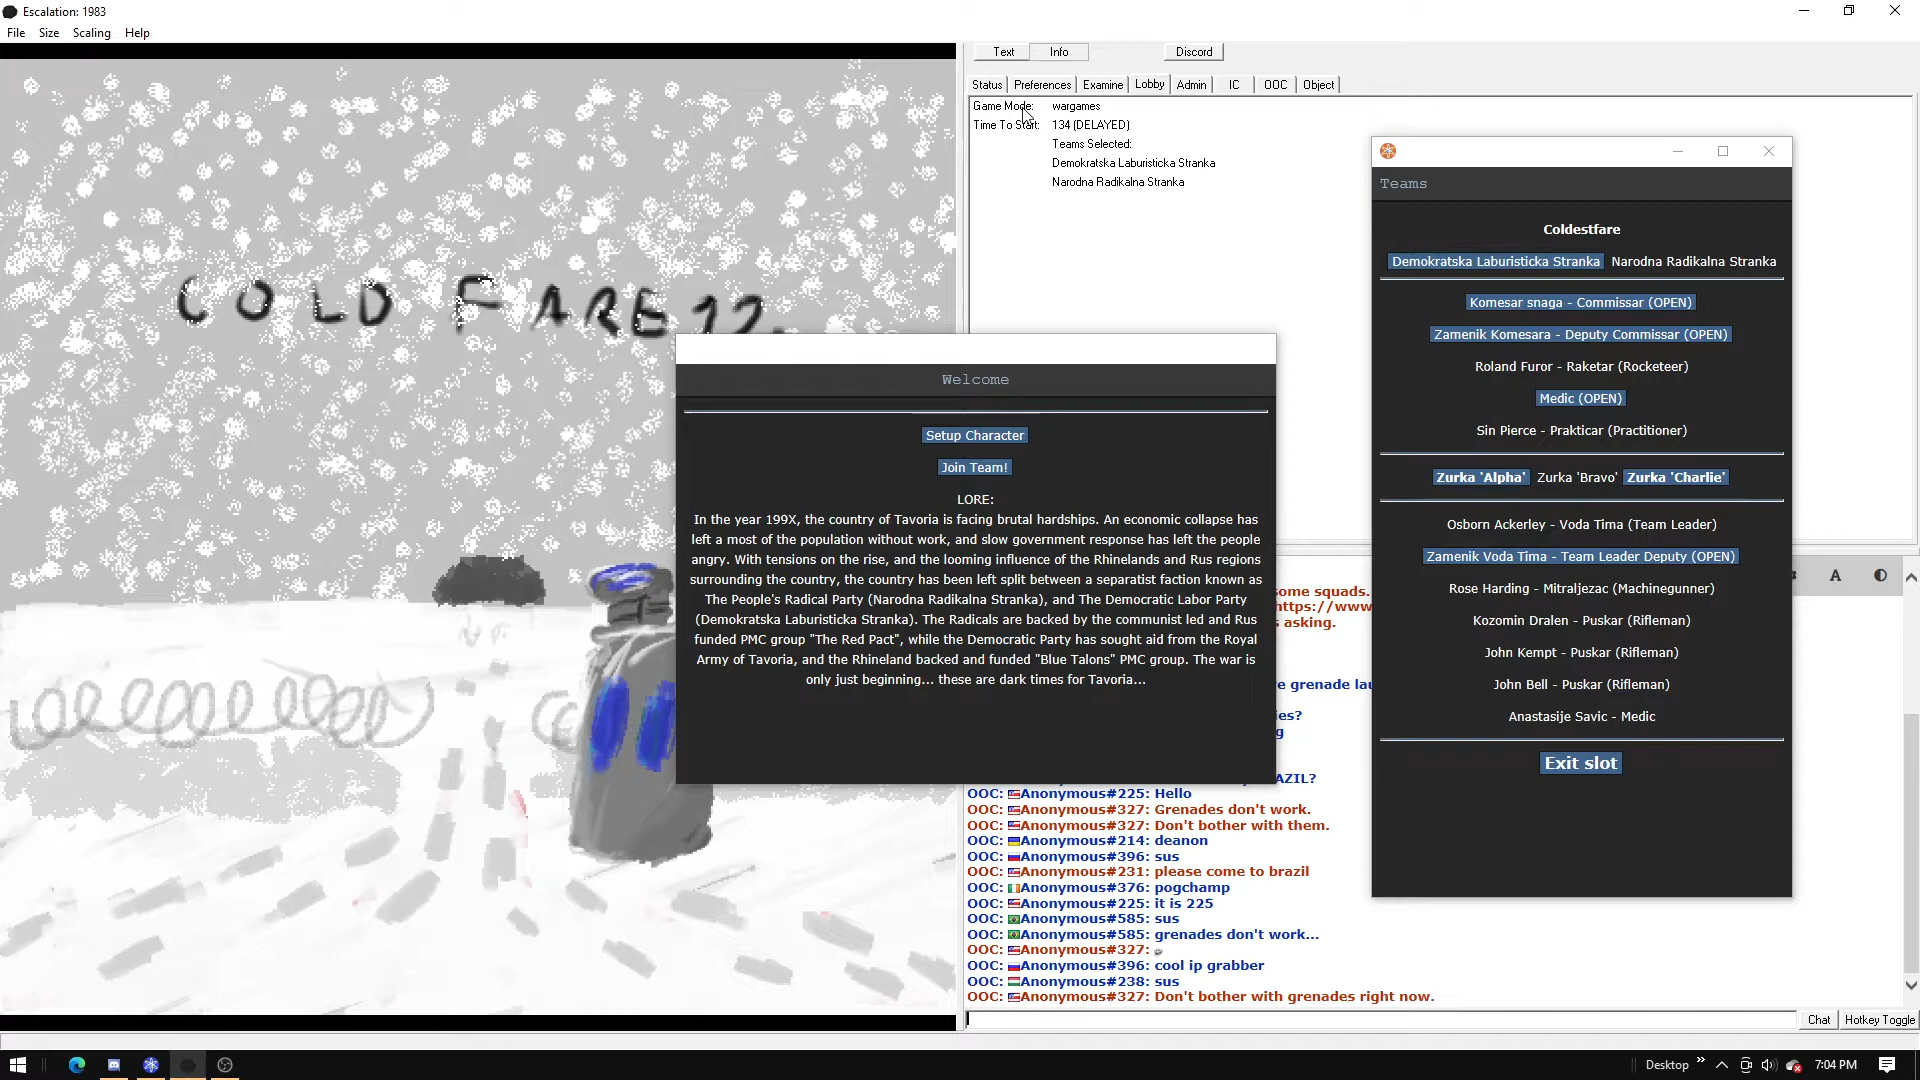 Escalation: 1983
File Size Scaling Help
COLD FARE 12.
Text Info Discord
Status Preferences Examine Lobby Admin IC OOC Object
Game Mode: wargames
Time To Start: 134 (DELAYED)
Teams Selected:
Demokratska Laburisticka Stranka
Narodna Radikalna Stranka
Welcome
Setup Character
Join Team!
LORE:
In the year 199X, the country of Tavoria is facing brutal hardships. An economic collapse has
left a most of the population without work, and slow government response has left the people
angry. With tensions on the rise, and the looming influence of the Rhinelands and Rus regions
surrounding the country, the country has been left split between a separatist faction known as
The People's Radical Party (Narodna Radikalna Stranka), and The Democratic Labor Party
(Demokratska Laburisticka Stranka). The Radicals are backed by the communist led and Rus
funded PMC group "The Red Pact", while the Democratic Party has sought aid from the Royal
Army of Tavoria, and the Rhineland backed and funded "Blue Talons" PMC group. The war is
only just beginning... these are dark times for Tavoria...
Teams
Coldestfare
Demokratska Laburisticka Stranka Narodna Radikalna Stranka
Komesar snaga - Commissar (OPEN)
Zamenik Komesara - Deputy Commissar (OPEN)
Roland Furor - Raketar (Rocketeer)
Medic (OPEN)
Sin Pierce - Prakticar (Practitioner)
Zurka 'Alpha' Zurka 'Bravo' Zurka 'Charlie'
Osborn Ackerley - Voda Tima (Team Leader)
Zamenik Voda Tima - Team Leader Deputy (OPEN)
Rose Harding - Mitraljezac (Machinegunner)
Kozomin Dralen - Puskar (Rifleman)
John Kempt - Puskar (Rifleman)
John Bell - Puskar (Rifleman)
Anastasije Savic - Medic
Exit slot
some squads.
https://www
s asking.
ve grenade lau
ies?
g
AZIL?
OOC: Anonymous#225: Hello
OOC: Anonymous#327: Grenades don't work.
OOC: Anonymous#327: Don't bother with them.
OOC: Anonymous#214: deanon
OOC: Anonymous#396: sus
OOC: Anonymous#231: please come to brazil
OOC: Anonymous#376: pogchamp
OOC: Anonymous#225: it is 225
OOC: Anonymous#585: sus
OOC: Anonymous#585: grenades don't work...
OOC: Anonymous#327:
OOC: Anonymous#396: cool ip grabber
OOC: Anonymous#238: sus
OOC: Anonymous#327: Don't bother with grenades right now.
A
Chat Hotkey Toggle
Desktop 7:04 PM